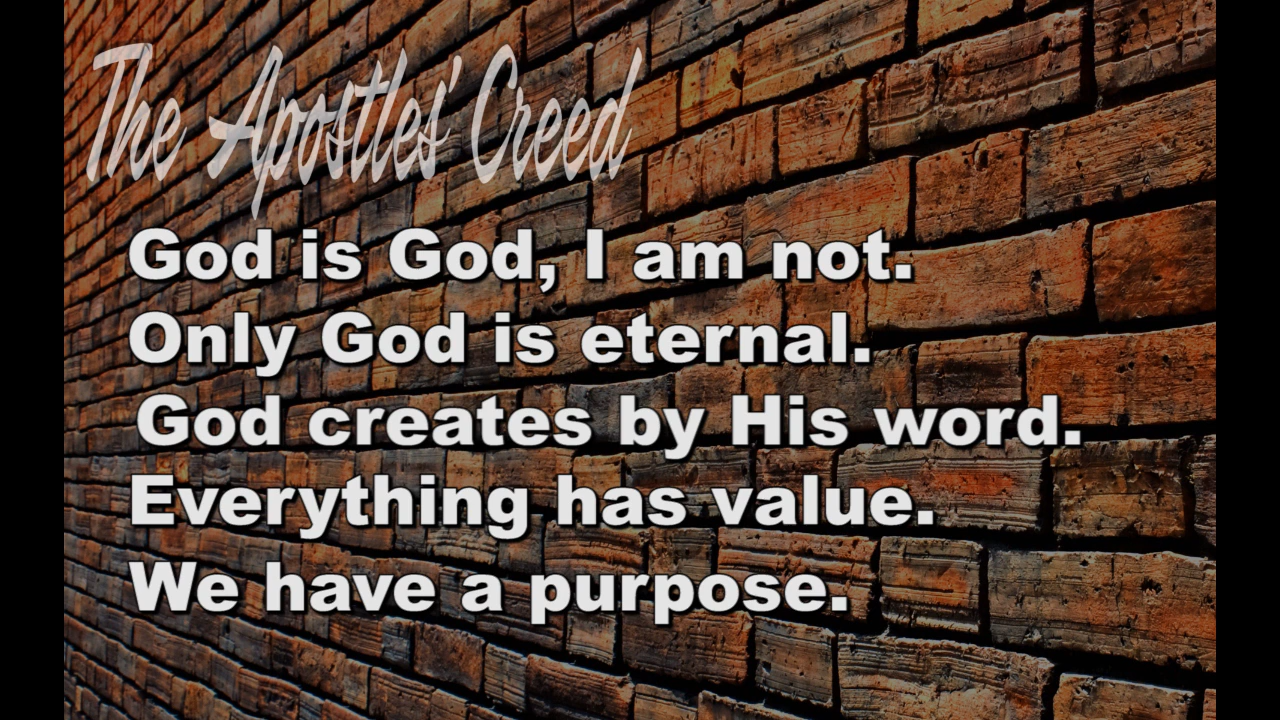 The Apostles' Creed
God is God, I am not.
Only God is eternal.
God creates by His word.
Everything has value.
We have a purpose.